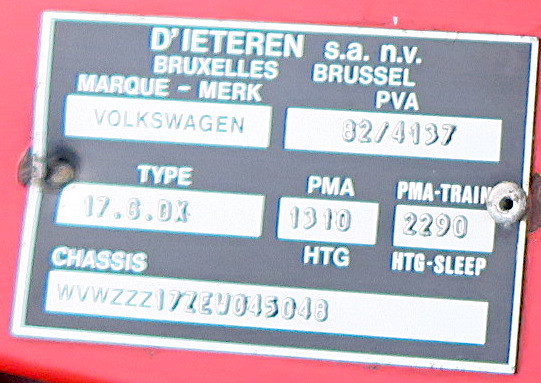 D'IETEREN s.a. n.v.
BRUXELLES BRUSSEL
MARQUE - MERK PVA
VOLKSWAGEN 82/4137
TYPE PMA PMA-TRAIN
17.6.DX 1310 2290
HTG HTG-SLEEP
CHASSIS
WVWZZZ17ZEW045048